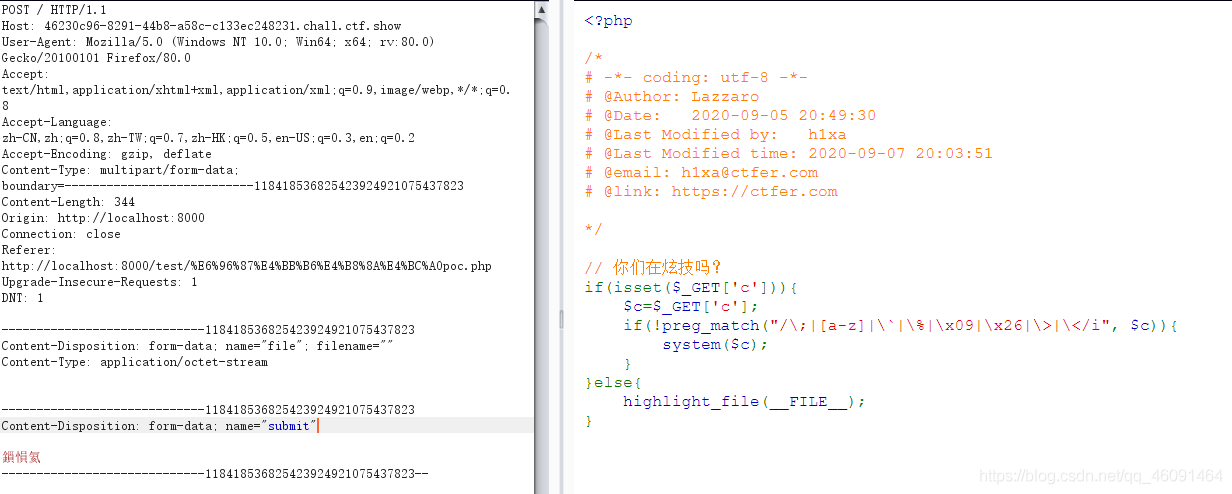 POST / HTTP/1.1
Host: 46230c96-8291-44b8-a58c-c133ec248231.chall.ctf.show
User-Agent: Mozilla/5.0 (Windows NT 10.0; Win64; x64; rv:80.0)
Gecko/20100101 Firefox/80.0
Accept:
text/html,application/xhtml+xml,application/xml;q=0.9,image/webp,*/*;q=0.
8
Accept-Language:
zh-CN,zh;q=0.8,zh-TW;q=0.7,zh-HK;q=0.5,en-US;q=0.3,en;q=0.2
Accept-Encoding: gzip, deflate
Content-Type: multipart/form-data;
boundary=---------------------------118418536825423924921075437823
Content-Length: 344
Origin: http://localhost:8000
Connection: close
Referer:
http://localhost:8000/test/%E6%96%87%E4%BB%B6%E4%B8%8A%E4%BC%A0poc.php
Upgrade-Insecure-Requests: 1
DNT: 1
-----------------------------118418536825423924921075437823
Content-Disposition: form-data; name="file"; filename=""
Content-Type: application/octet-stream
-----------------------------118418536825423924921075437823
Content-Disposition: form-data; name="submit"
鎻愪氦
-----------------------------118418536825423924921075437823--
<?php
/*
# -*- coding: utf-8 -*-
# @Author: Lazzaro
# @Date:   2020-09-05 20:49:30
# @Last Modified by:   h1xa
# @Last Modified time: 2020-09-07 20:03:51
# @email: h1xa@ctfer.com
# @link: https://ctfer.com
*/
// 你们在炫技吗？
if(isset($_GET['c'])){
    $c=$_GET['c'];
    if(!preg_match("/\;|[a-z]|\`|\%|\x09|\x26|\>|\</i", $c)){
        system($c);
    }
}else{
    highlight_file(__FILE__);
}
https://blog.csdn.net/qq_46091464